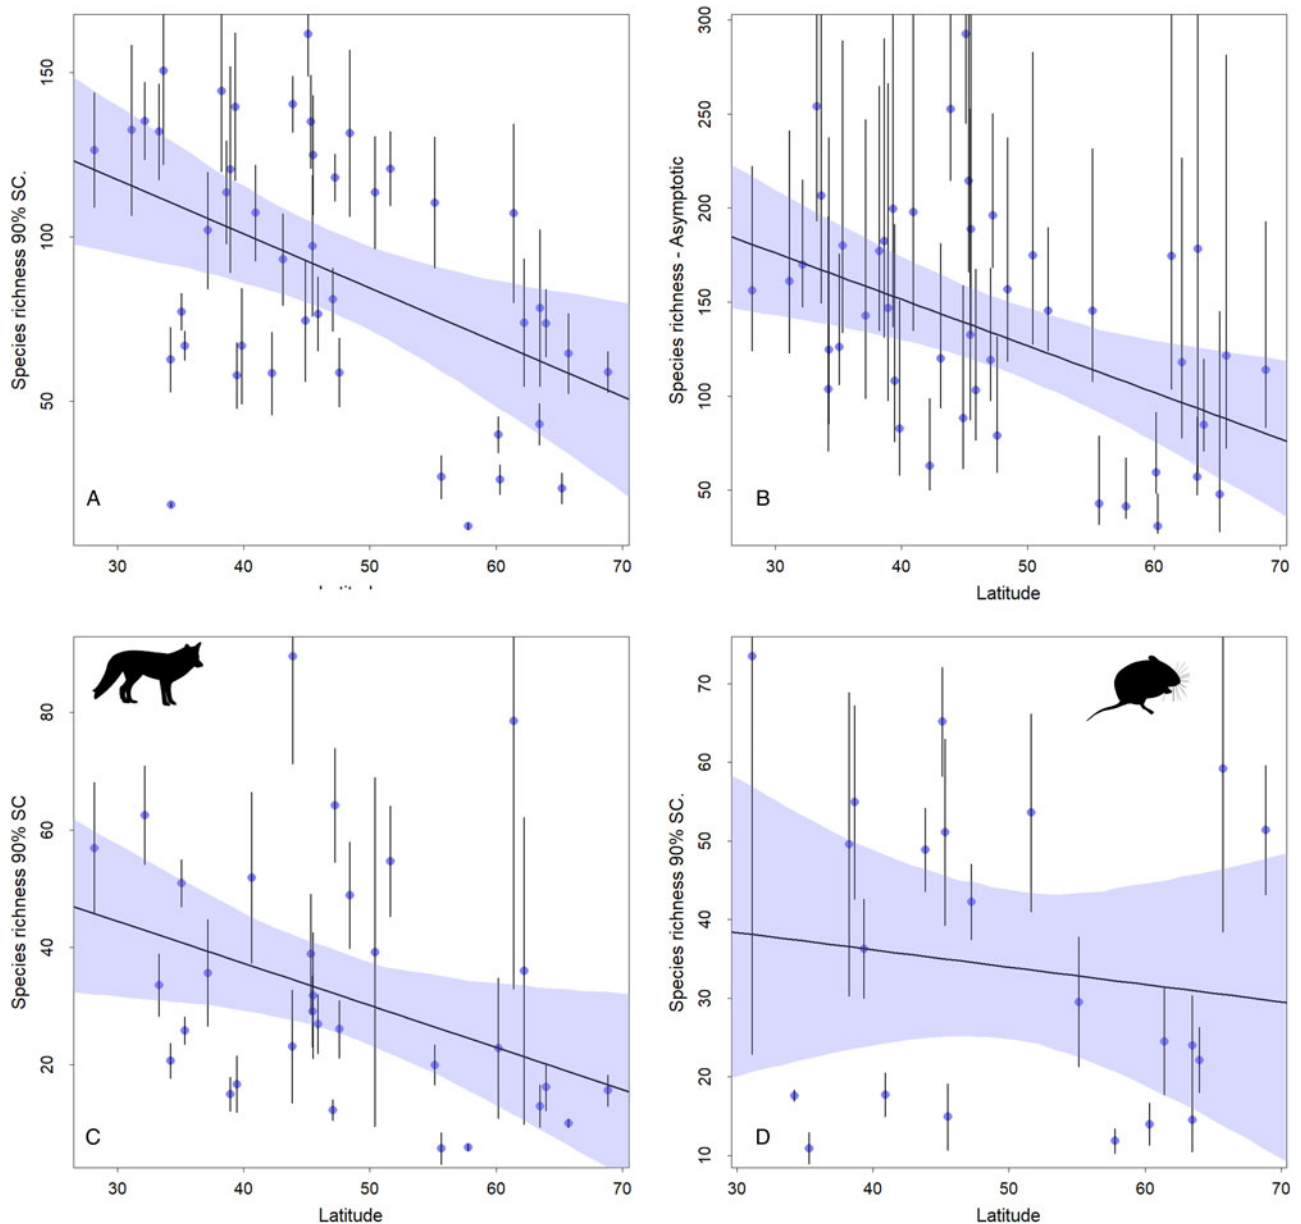 150
100
50
Species richness 90% SC.
A
30 40 50 60 70
300
250
200
150
100
50
Species richness - Asymptotic
B
30 40 50 60 70
Latitude
80
60
40
20
Species richness 90% SC
C
30 40 50 60 70
Latitude
70
60
50
40
30
20
10
Species richness 90% SC.
D
30 40 50 60 70
Latitude